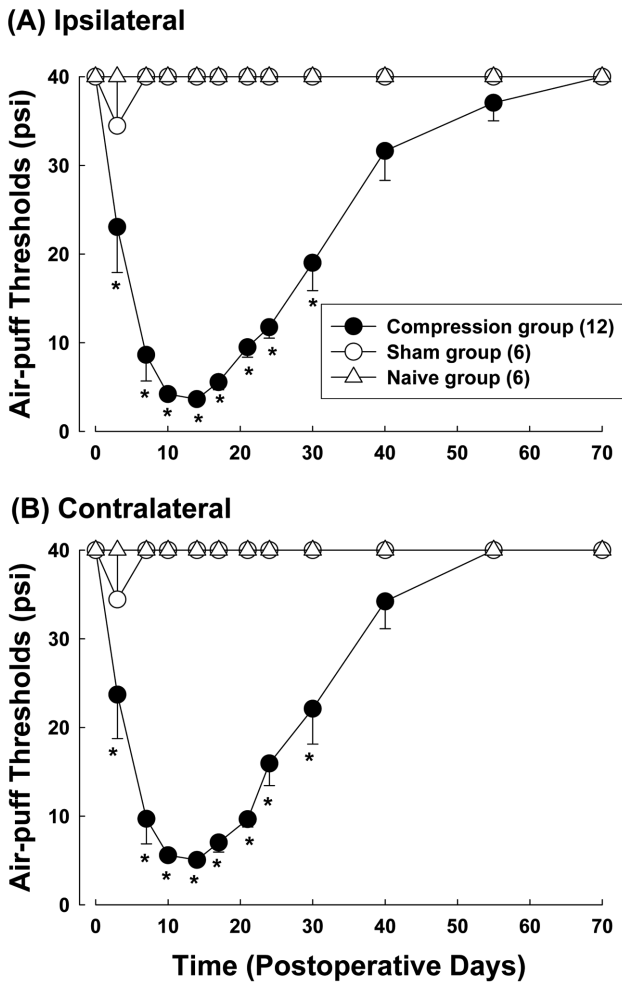 (A) Ipsilateral
Air-puff Thresholds (psi)
40
30
20
10
0
Compression group (12)
Sham group (6)
Naive group (6)
* * * * * * * *
0 10 20 30 40 50 60 70
(B) Contralateral
Air-puff Thresholds (psi)
40
30
20
10
0
* * * * * * * *
0 10 20 30 40 50 60 70
Time (Postoperative Days)